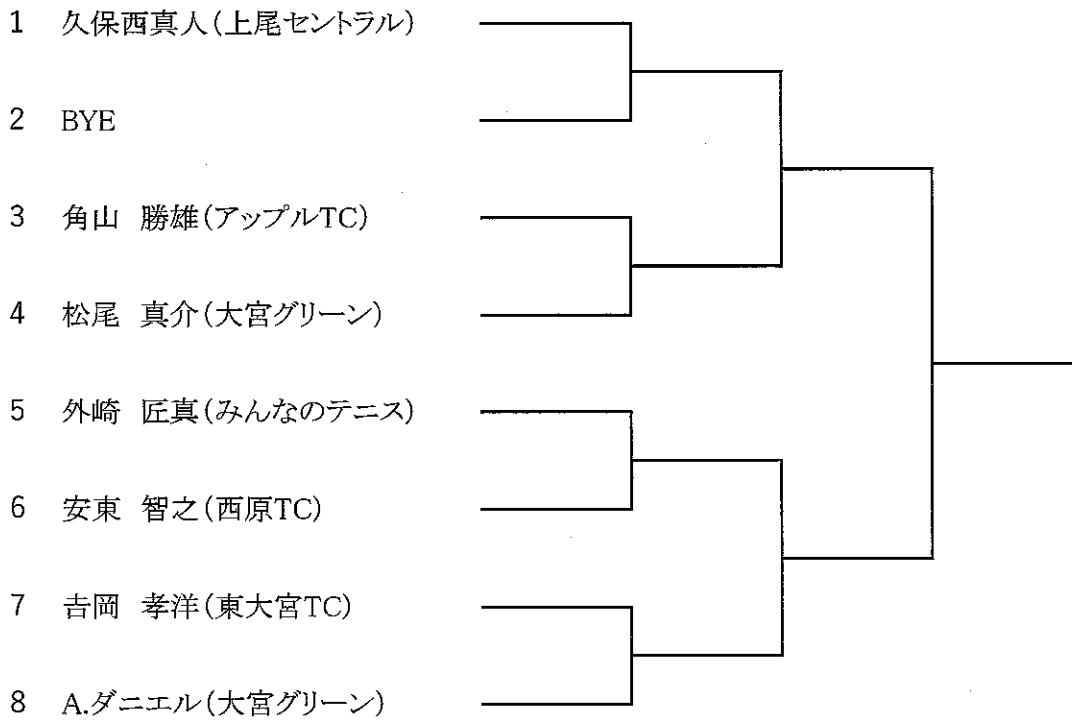 1 久保西真人(上尾セントラル)
2 BYE
3 角山 勝雄(アップルTC)
4 松尾 真介(大宮グリーン)
5 外崎 匠真(みんなのテニス)
6 安東 智之(西原TC)
7 𠮷岡 孝洋(東大宮TC)
8 A.ダニエル(大宮グリーン)